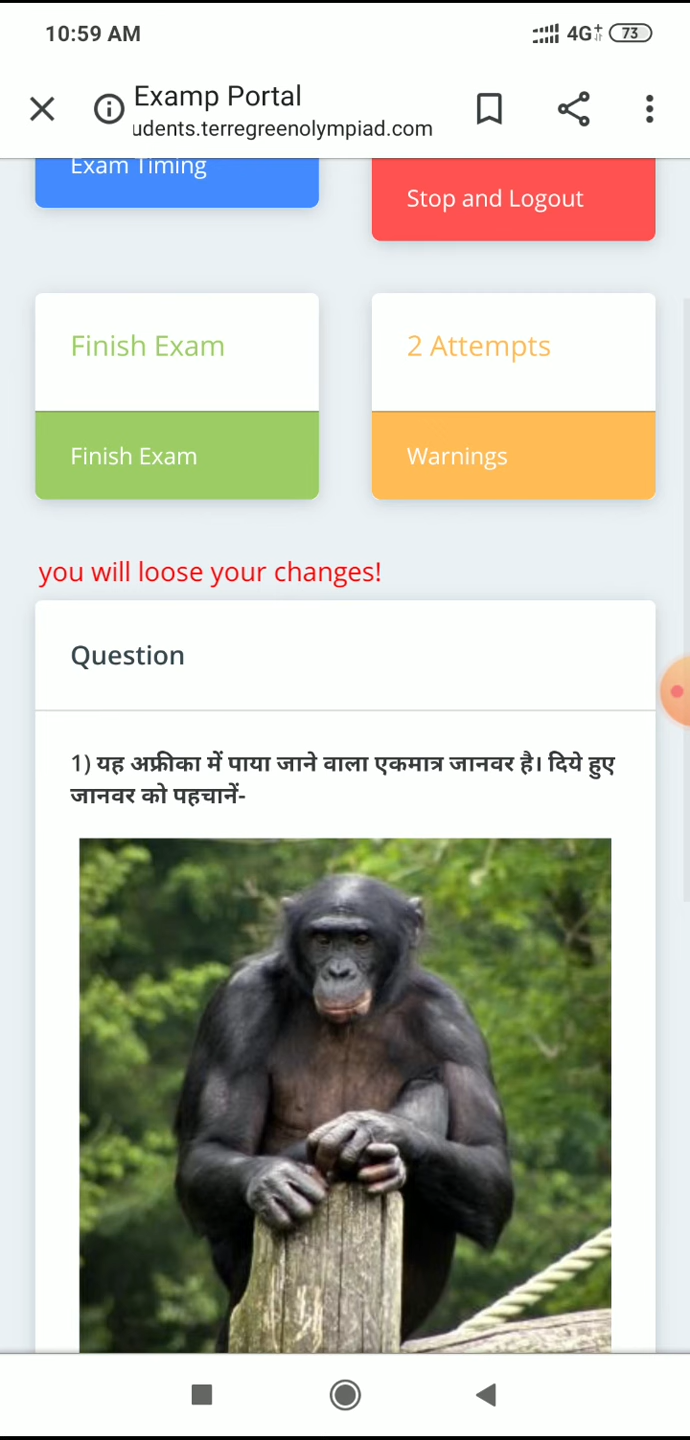 10:59 AM
4G+
73
Examp Portal
udents.terregreenolympiad.com
Exam Timing
Stop and Logout
Finish Exam
2 Attempts
Finish Exam
Warnings
you will loose your changes!
Question
1) यह अफ्रीका में पाया जाने वाला एकमात्र जानवर है। दिये हुए
जानवर को पहचानें-